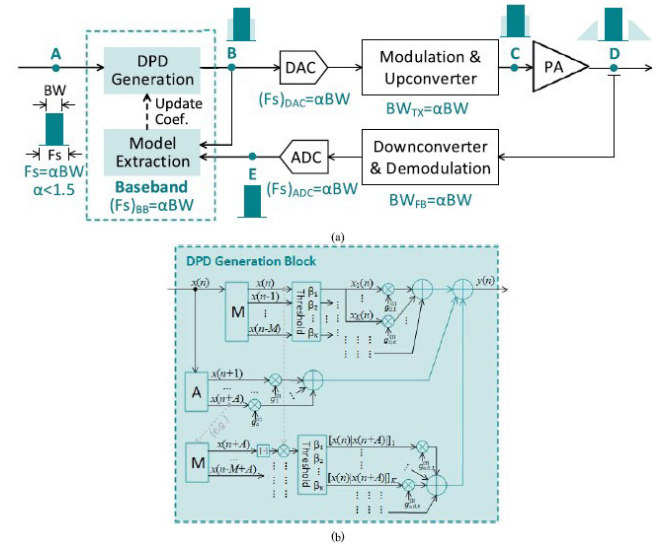 A
B
C
D
DPD
Generation
DAC
Modulation &
Upconverter
PA
(Fs)DAC=αBW
BWTX=αBW
BW
Update
Coef.
Fs
Fs=αBW
α<1.5
Model
Extraction
Baseband
(Fs)BB=αBW
E
ADC
(Fs)ADC=αBW
Downconverter
& Demodulation
BWFB=αBW
(a)
DPD Generation Block
x(n)
M
x(n)
x(n-1)
x(n-M)
Threshold
β1
β2
βK
x1(n)
xK(n)
y(n)
A
x(n+1)
x(n+A)
(e.g.)
M
x(n+A)
x(n-M+A)
|·|
Threshold
β1
β2
βK
[x(n)|x(n+A)|]1
[x(n)|x(n+A)|]K
(b)